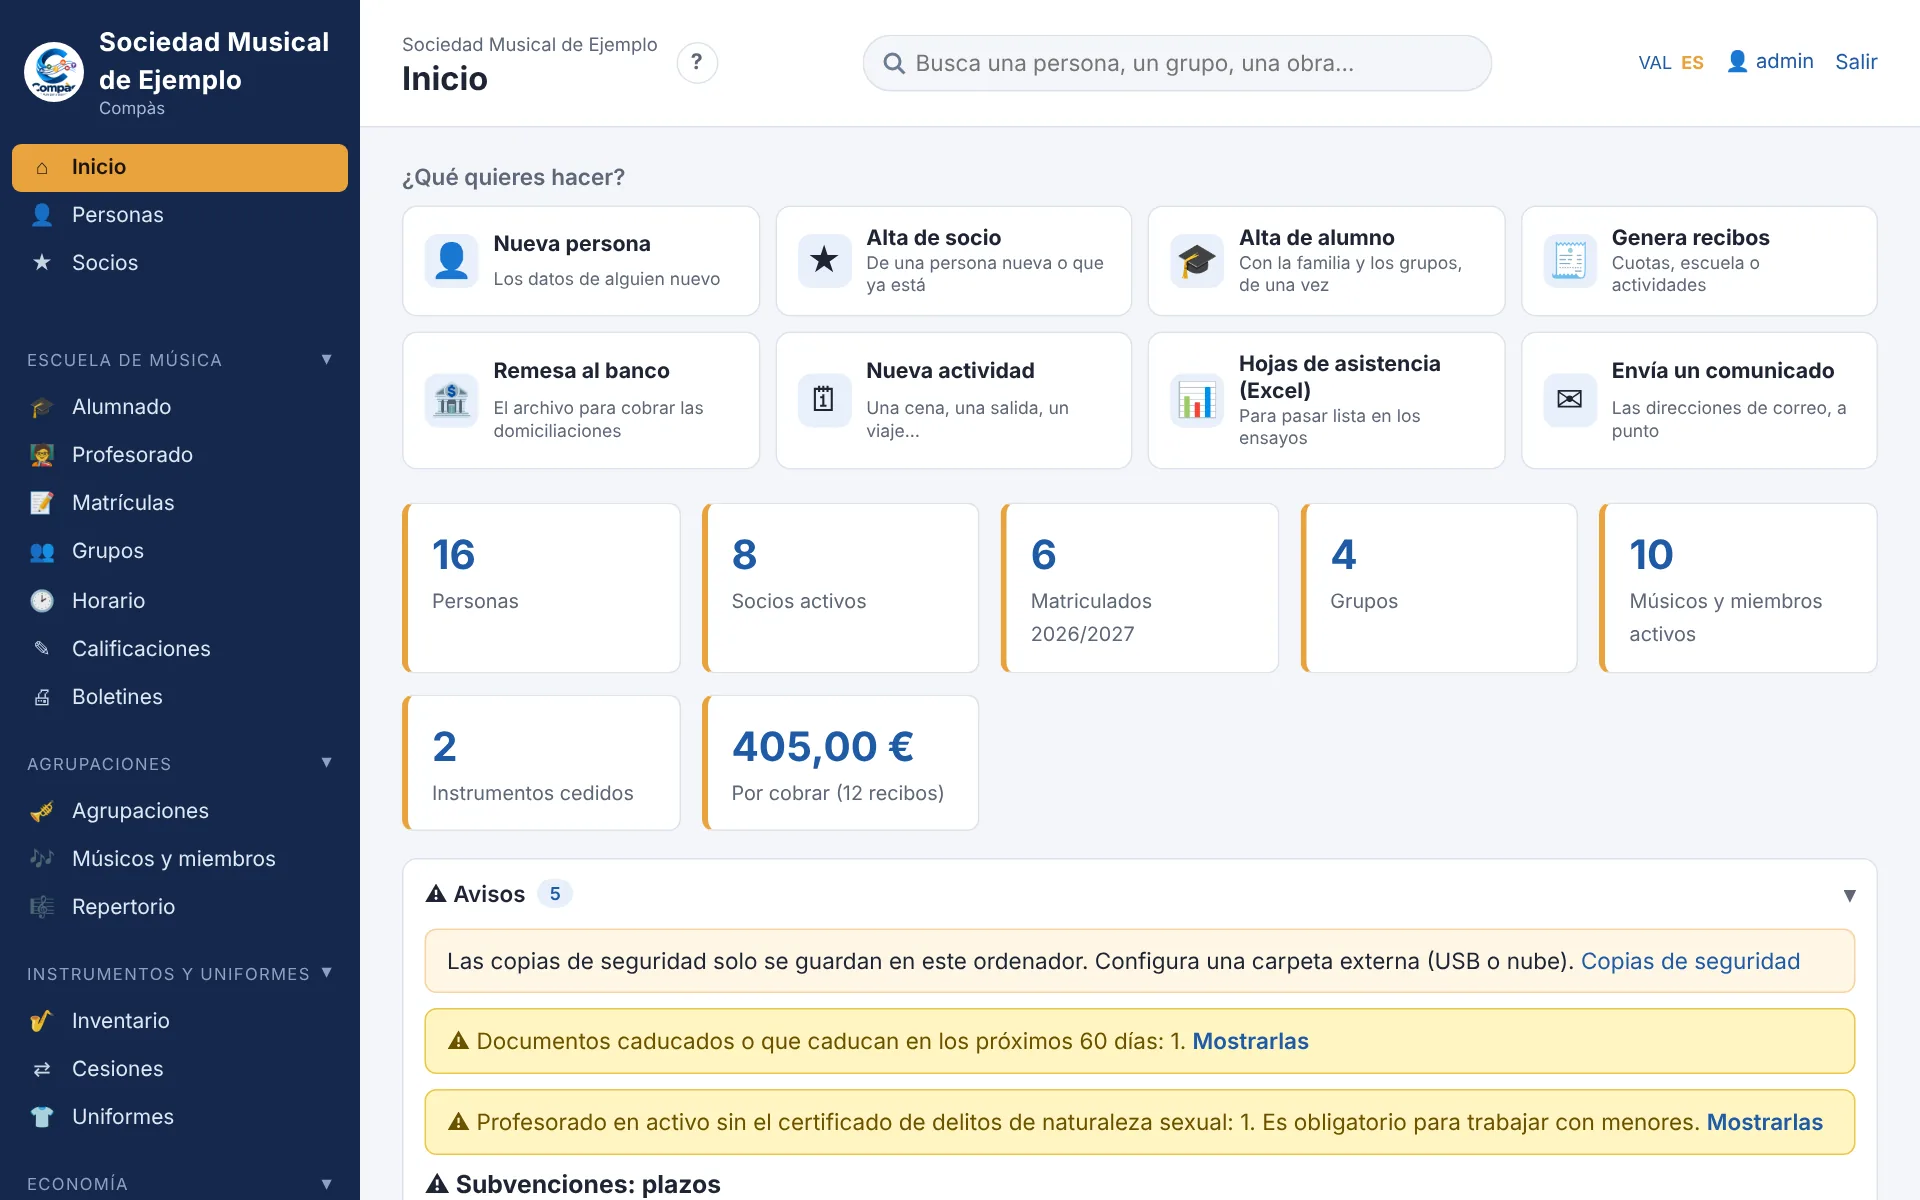 Sociedad Musical
de Ejemplo
Compàs
Inicio
Personas
Socios
ESCUELA DE MÚSICA
Alumnado
Profesorado
Matrículas
Grupos
Horario
Calificaciones
Boletines
AGRUPACIONES
Agrupaciones
Músicos y miembros
Repertorio
INSTRUMENTOS Y UNIFORMES
Inventario
Cesiones
Uniformes
ECONOMÍA
Sociedad Musical de Ejemplo
Inicio
?
Busca una persona, un grupo, una obra...
VAL ES
admin
Salir
¿Qué quieres hacer?
Nueva persona
Los datos de alguien nuevo
Alta de socio
De una persona nueva o que
ya está
Alta de alumno
Con la familia y los grupos,
de una vez
Genera recibos
Cuotas, escuela o
actividades
Remesa al banco
El archivo para cobrar las
domiciliaciones
Nueva actividad
Una cena, una salida, un
viaje...
Hojas de asistencia
(Excel)
Para pasar lista en los
ensayos
Envía un comunicado
Las direcciones de correo, a
punto
16
Personas
8
Socios activos
6
Matriculados
2026/2027
4
Grupos
10
Músicos y miembros
activos
2
Instrumentos cedidos
405,00 €
Por cobrar (12 recibos)
Avisos 5
Las copias de seguridad solo se guardan en este ordenador. Configura una carpeta externa (USB o nube). Copias de seguridad
Documentos caducados o que caducan en los próximos 60 días: 1. Mostrarlas
Profesorado en activo sin el certificado de delitos de naturaleza sexual: 1. Es obligatorio para trabajar con menores. Mostrarlas
Subvenciones: plazos